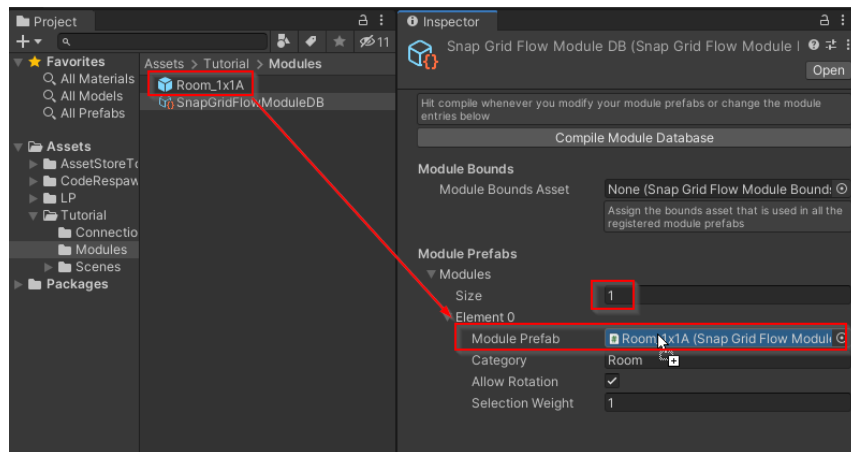 Project
11
Favorites
All Materials
All Models
All Prefabs
Assets
AssetStoreTo
CodeRespaw
LP
Tutorial
Connectio
Modules
Scenes
Packages
Assets > Tutorial > Modules
Room_1x1A
SnapGridFlowModuleDB
Inspector
Snap Grid Flow Module DB (Snap Grid Flow Module
Open
Hit compile whenever you modify your module prefabs or change the module
entries below
Compile Module Database
Module Bounds
Module Bounds Asset None (Snap Grid Flow Module Bound
Assign the bounds asset that is used in all the
registered module prefabs
Module Prefabs
Modules
Size 1
Element 0
Module Prefab Room_1x1A (Snap Grid Flow Modul
Category Room
Allow Rotation
Selection Weight 1